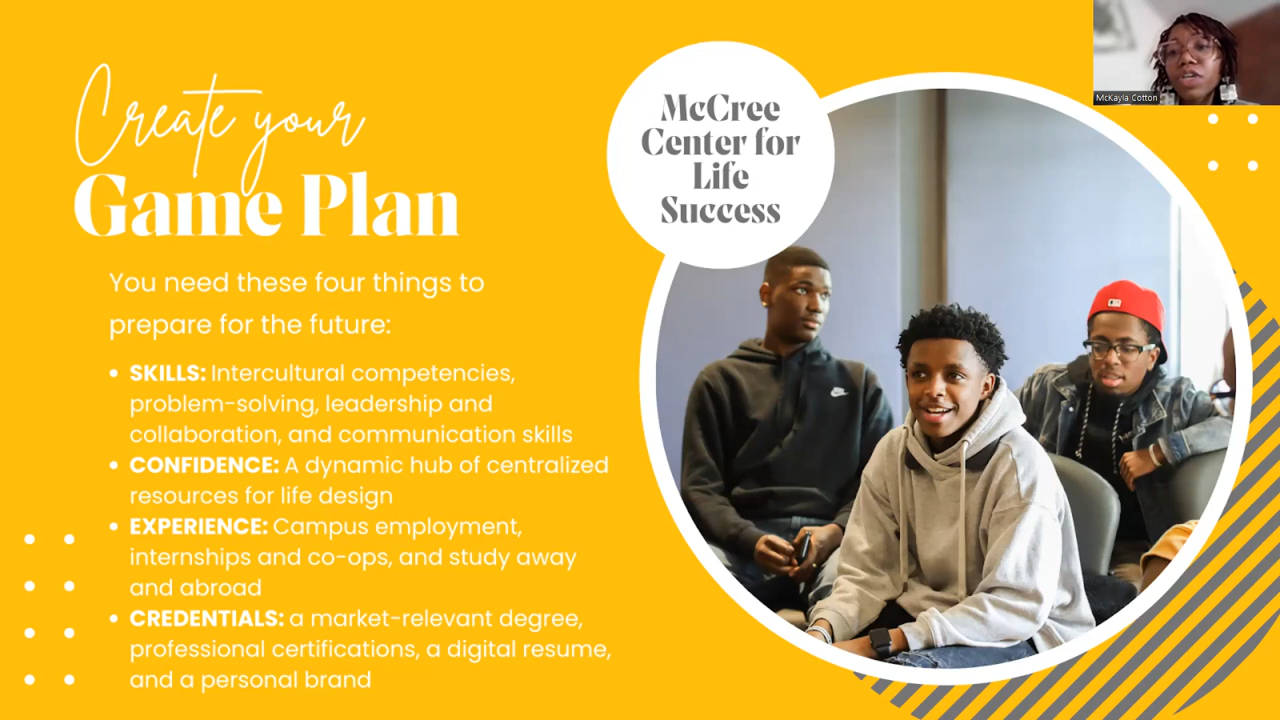 Create your
Game Plan
You need these four things to
prepare for the future:
• SKILLS: Intercultural competencies,
problem-solving, leadership and
collaboration, and communication skills
• CONFIDENCE: A dynamic hub of centralized
resources for life design
• EXPERIENCE: Campus employment,
internships and co-ops, and study away
and abroad
• CREDENTIALS: a market-relevant degree,
professional certifications, a digital resume,
and a personal brand
McCree
Center for
Life
Success
McKayla Cotton